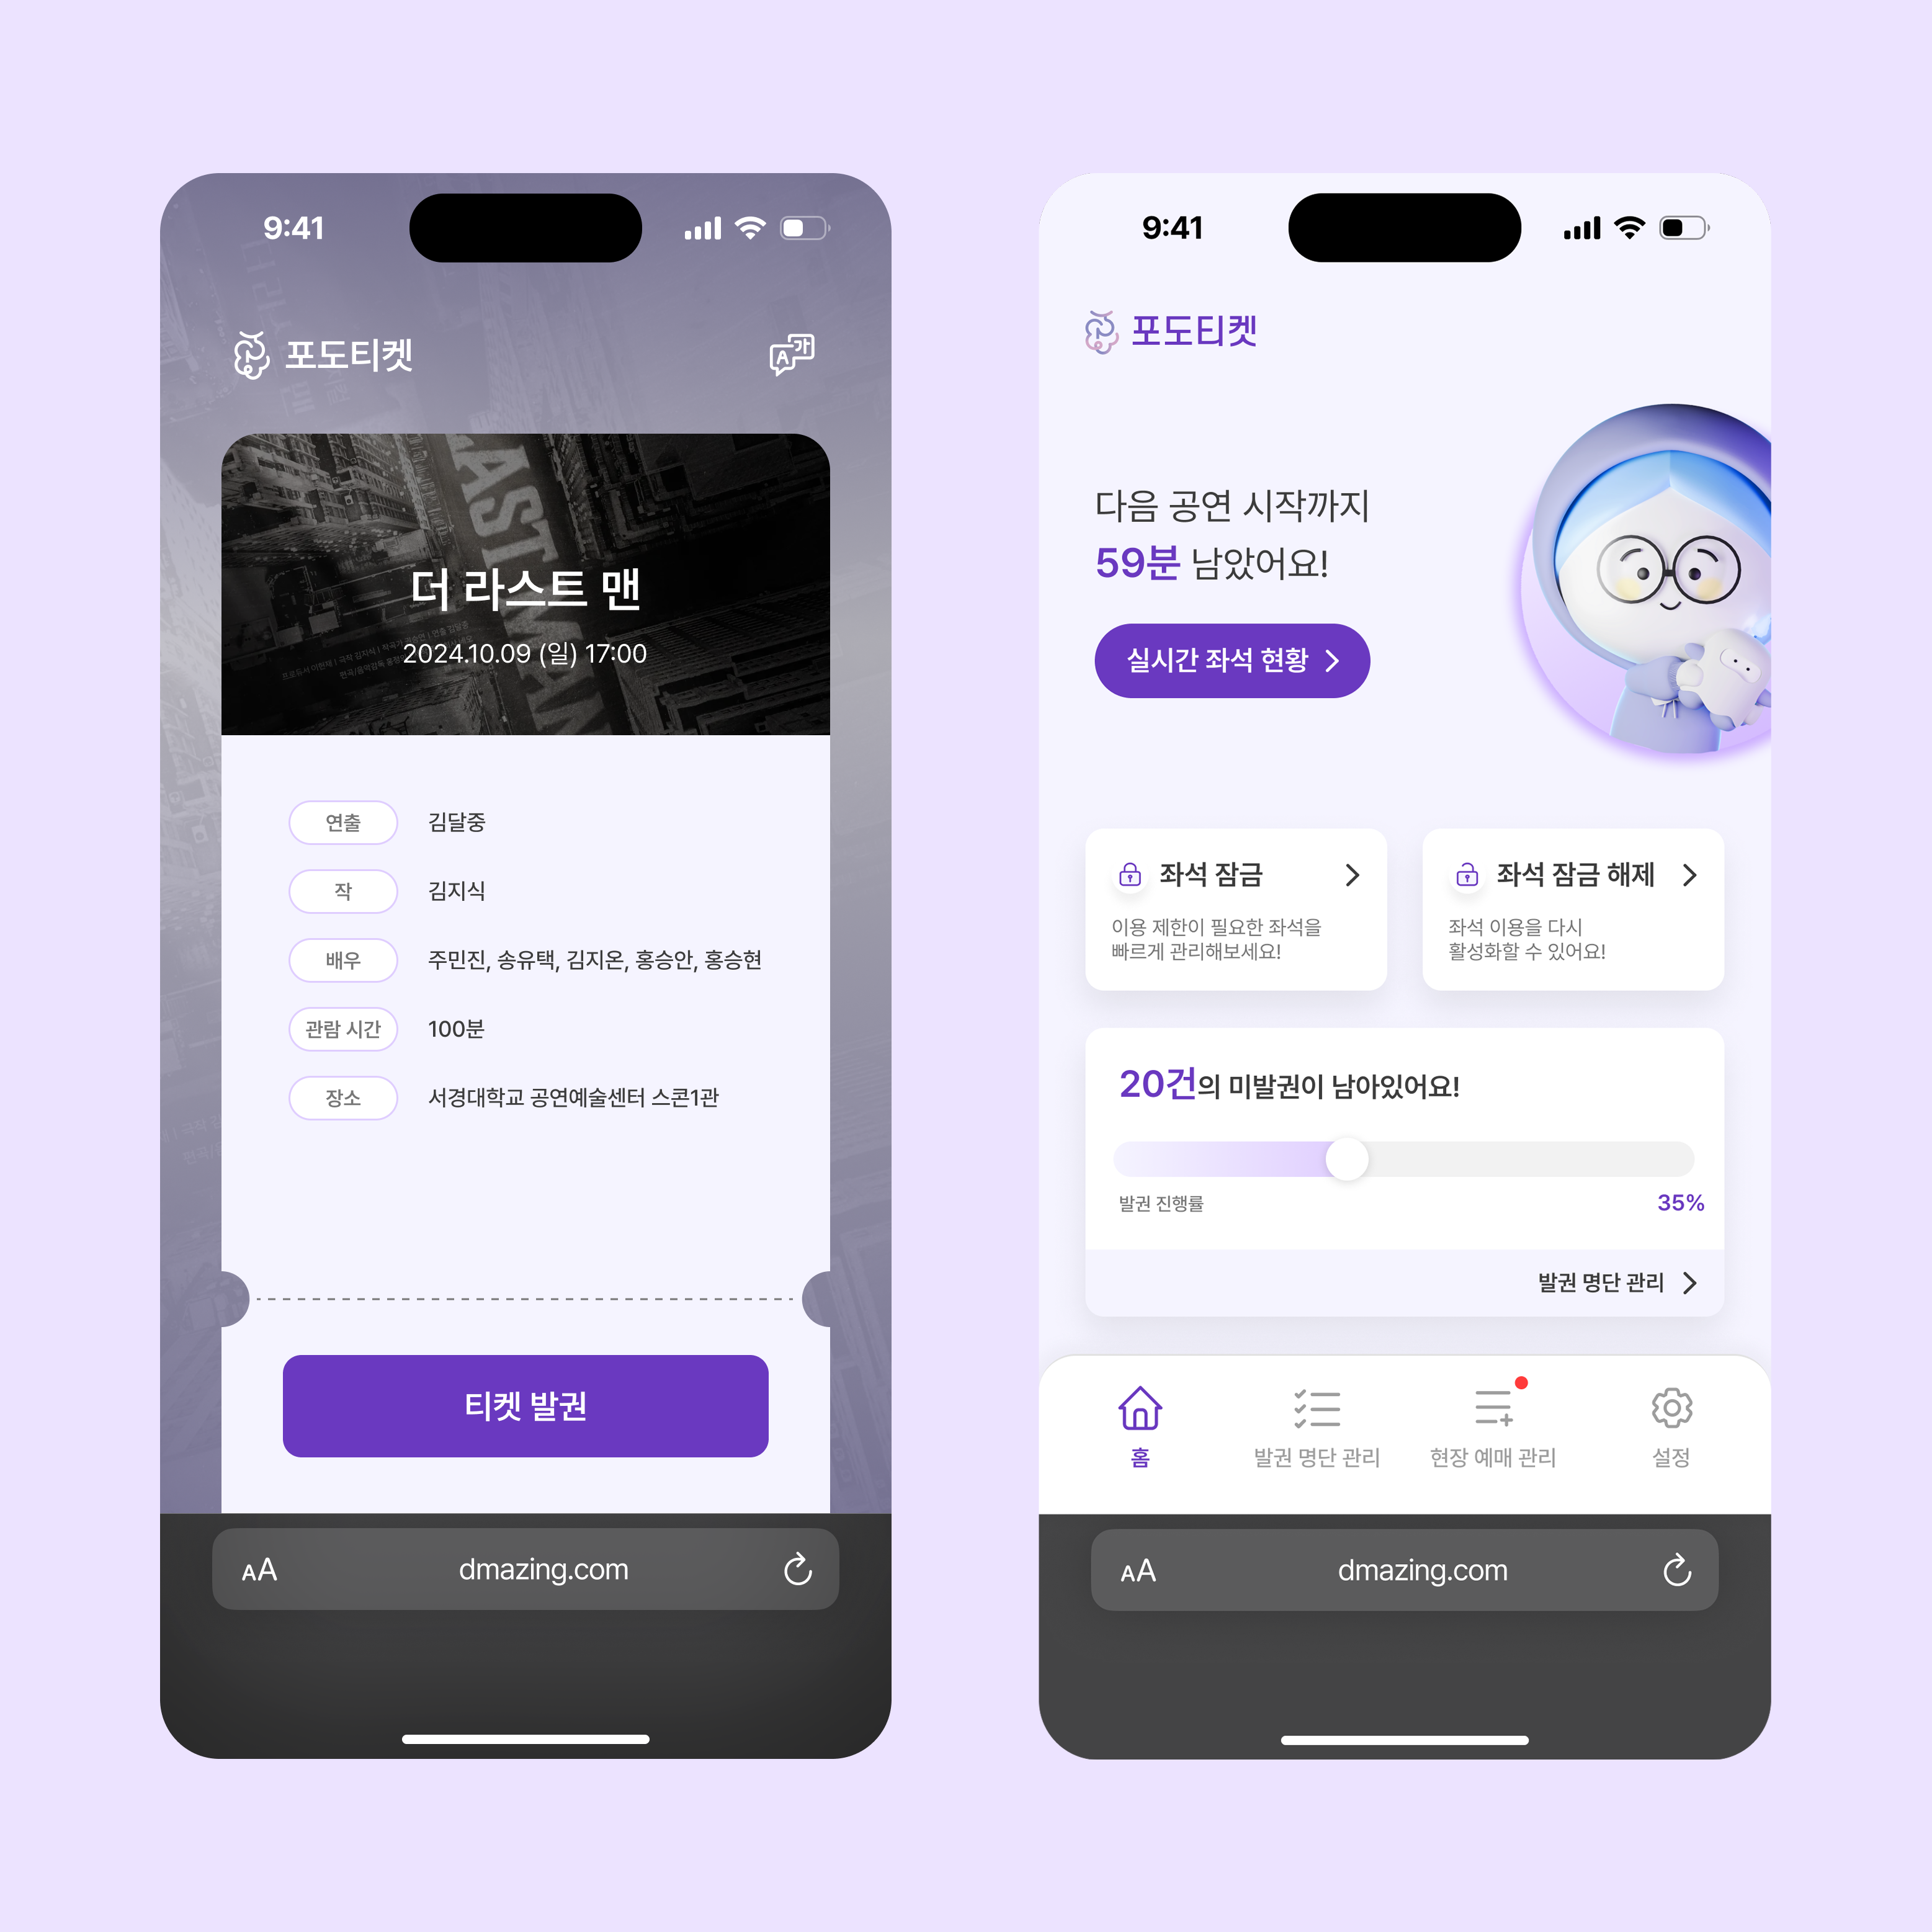 9:41
포도티켓
A 가
LAST MAN
더 라스트 맨
2024.10.09 (일) 17:00
연출 김달중
작 김지식
배우 주민진, 송유택, 김지온, 홍승안, 홍승현
관람 시간 100분
장소 서경대학교 공연예술센터 스콘1관
티켓 발권
AA dmazing.com
9:41
포도티켓
다음 공연 시작까지
59분 남았어요!
실시간 좌석 현황
좌석 잠금
이용 제한이 필요한 좌석을
빠르게 관리해보세요!
좌석 잠금 해제
좌석 이용을 다시
활성화할 수 있어요!
20건의 미발권이 남아있어요!
발권 진행률 35%
발권 명단 관리
홈 발권 명단 관리 현장 예매 관리 설정
AA dmazing.com